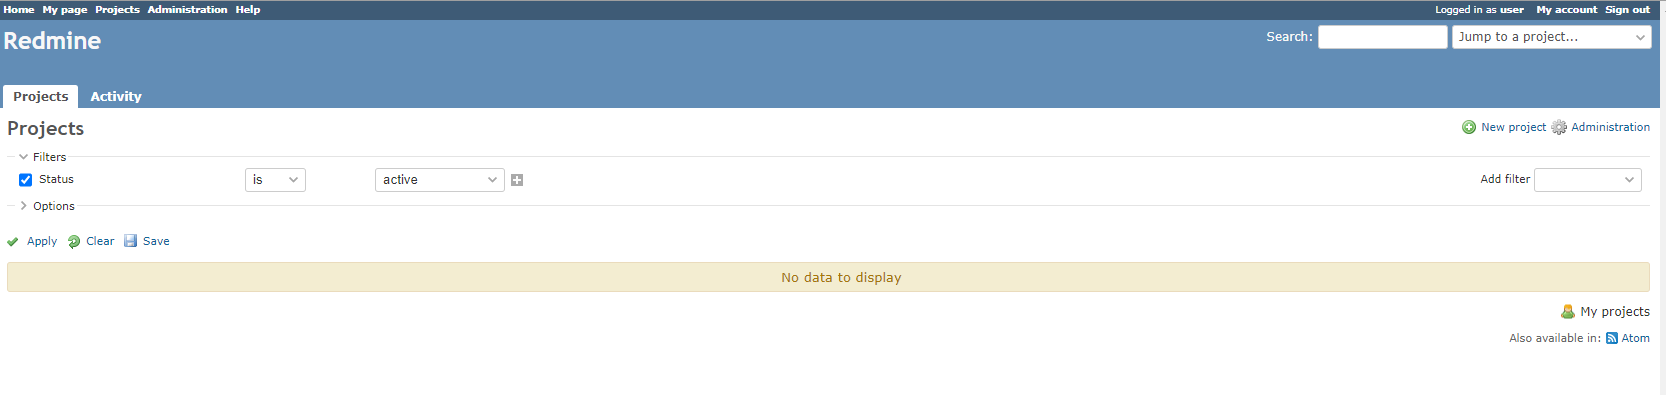 Home My page Projects Administration Help Logged in as user My account Sign out
Redmine Search: Jump to a project...
Projects Activity
Projects New project Administration
Filters
Status is active Add filter
Options
Apply Clear Save
No data to display
My projects
Also available in: Atom